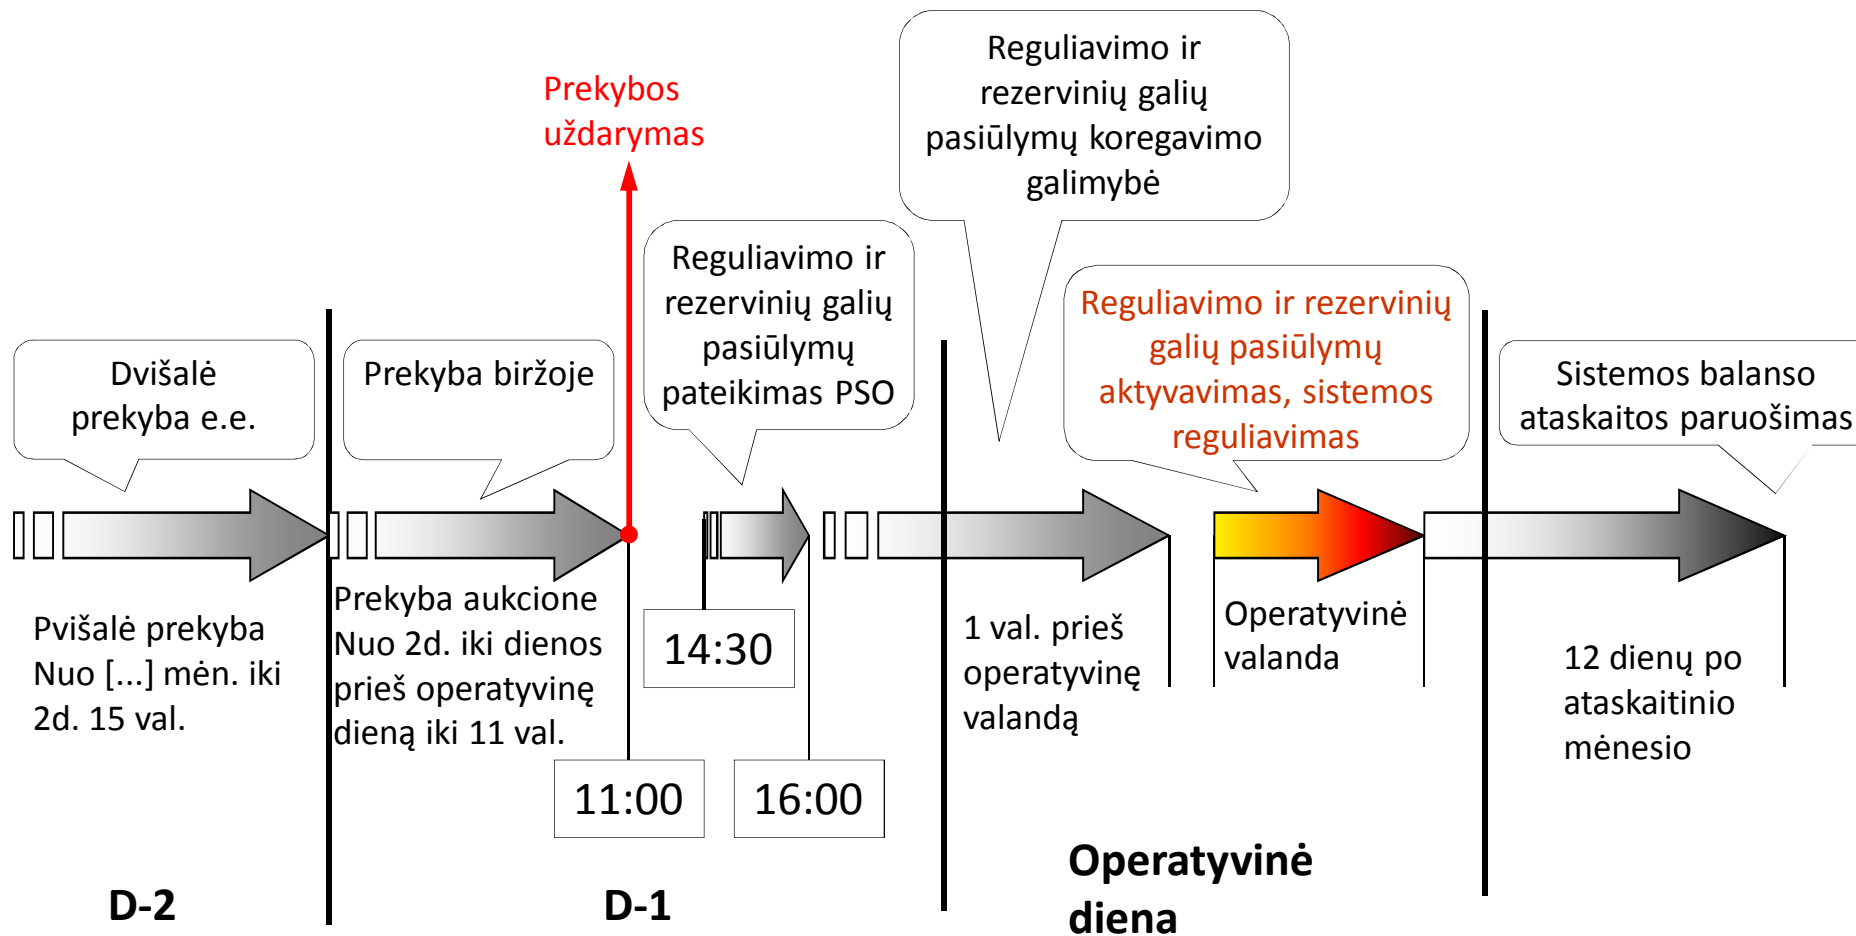 Prekybos
uždarymas
Reguliavimo ir
rezervinių galių
pasiūlymų koregavimo
galimybė
Dvišalė
prekyba e.e.
Prekyba biržoje
Reguliavimo ir
rezervinių galių
pasiūlymų
pateikimas PSO
Reguliavimo ir rezervinių
galių pasiūlymų
aktyvavimas, sistemos
reguliavimas
Sistemos balanso
ataskaitos paruošimas
Pvišalė prekyba
Nuo [...] mėn. iki
2d. 15 val.
Prekyba aukcione
Nuo 2d. iki dienos
prieš operatyvinę
dieną iki 11 val.
14:30
11:00
16:00
1 val. prieš
operatyvinę
valandą
Operatyvinė
valanda
12 dienų po
ataskaitinio
mėnesio
D-2
D-1
Operatyvinė
diena